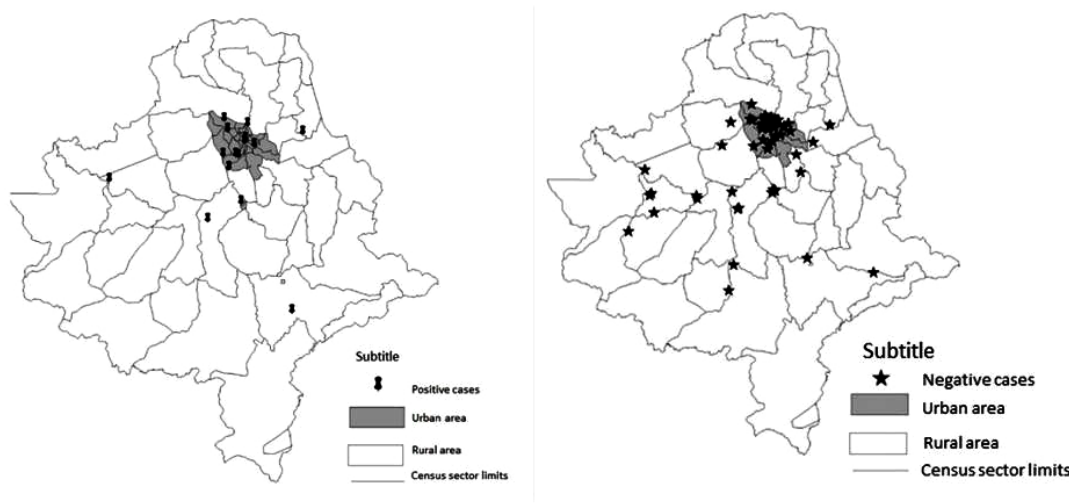 Subtitle
Positive cases
Urban area
Rural area
Census sector limits
Subtitle
Negative cases
Urban area
Rural area
Census sector limits